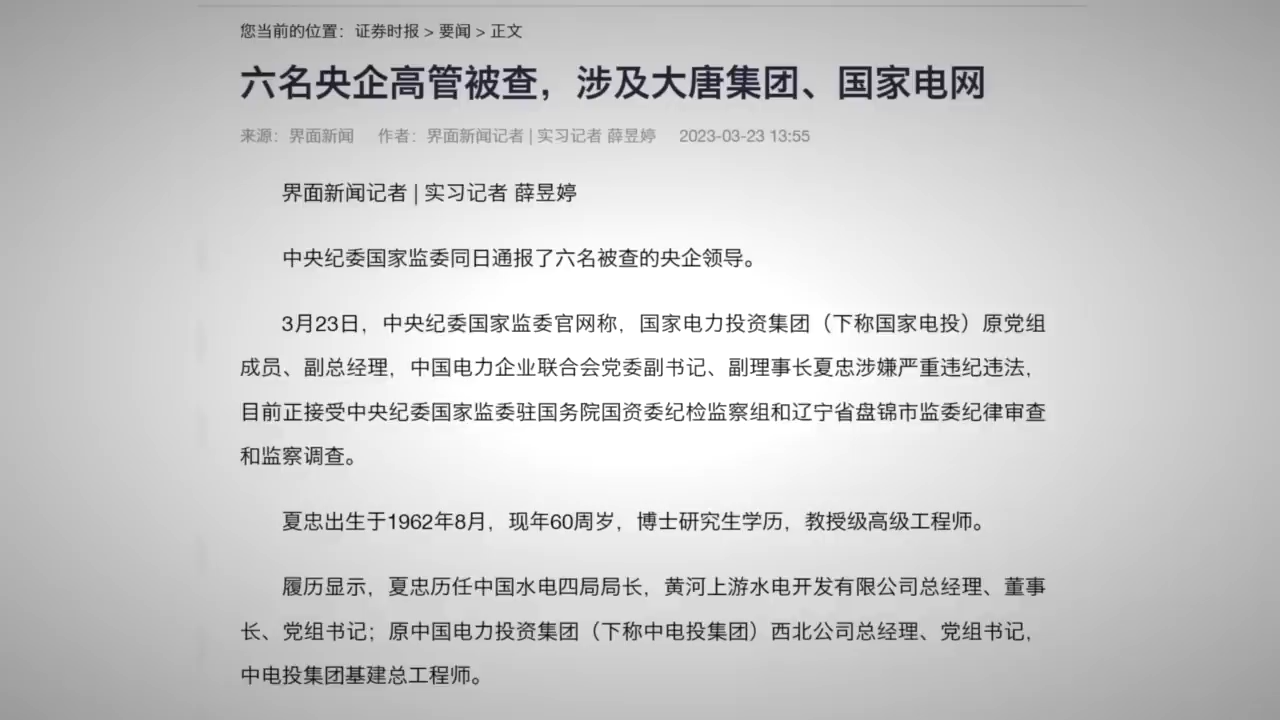 您当前的位置：证券时报 > 要闻 > 正文
六名央企高管被查，涉及大唐集团、国家电网
来源：界面新闻 作者：界面新闻记者 | 实习记者 薛昱婷 2023-03-23 13:55
界面新闻记者 | 实习记者 薛昱婷
中央纪委国家监委同日通报了六名被查的央企领导。
3月23日，中央纪委国家监委官网称，国家电力投资集团（下称国家电投）原党组
成员、副总经理，中国电力企业联合会党委副书记、副理事长夏忠涉嫌严重违纪违法，
目前正接受中央纪委国家监委驻国务院国资委纪检监察组和辽宁省盘锦市监委纪律审查
和监察调查。
夏忠出生于1962年8月，现年60周岁，博士研究生学历，教授级高级工程师。
履历显示，夏忠历任中国水电四局局长，黄河上游水电开发有限公司总经理、董事
长、党组书记；原中国电力投资集团（下称中电投集团）西北公司总经理、党组书记，
中电投集团基建总工程师。